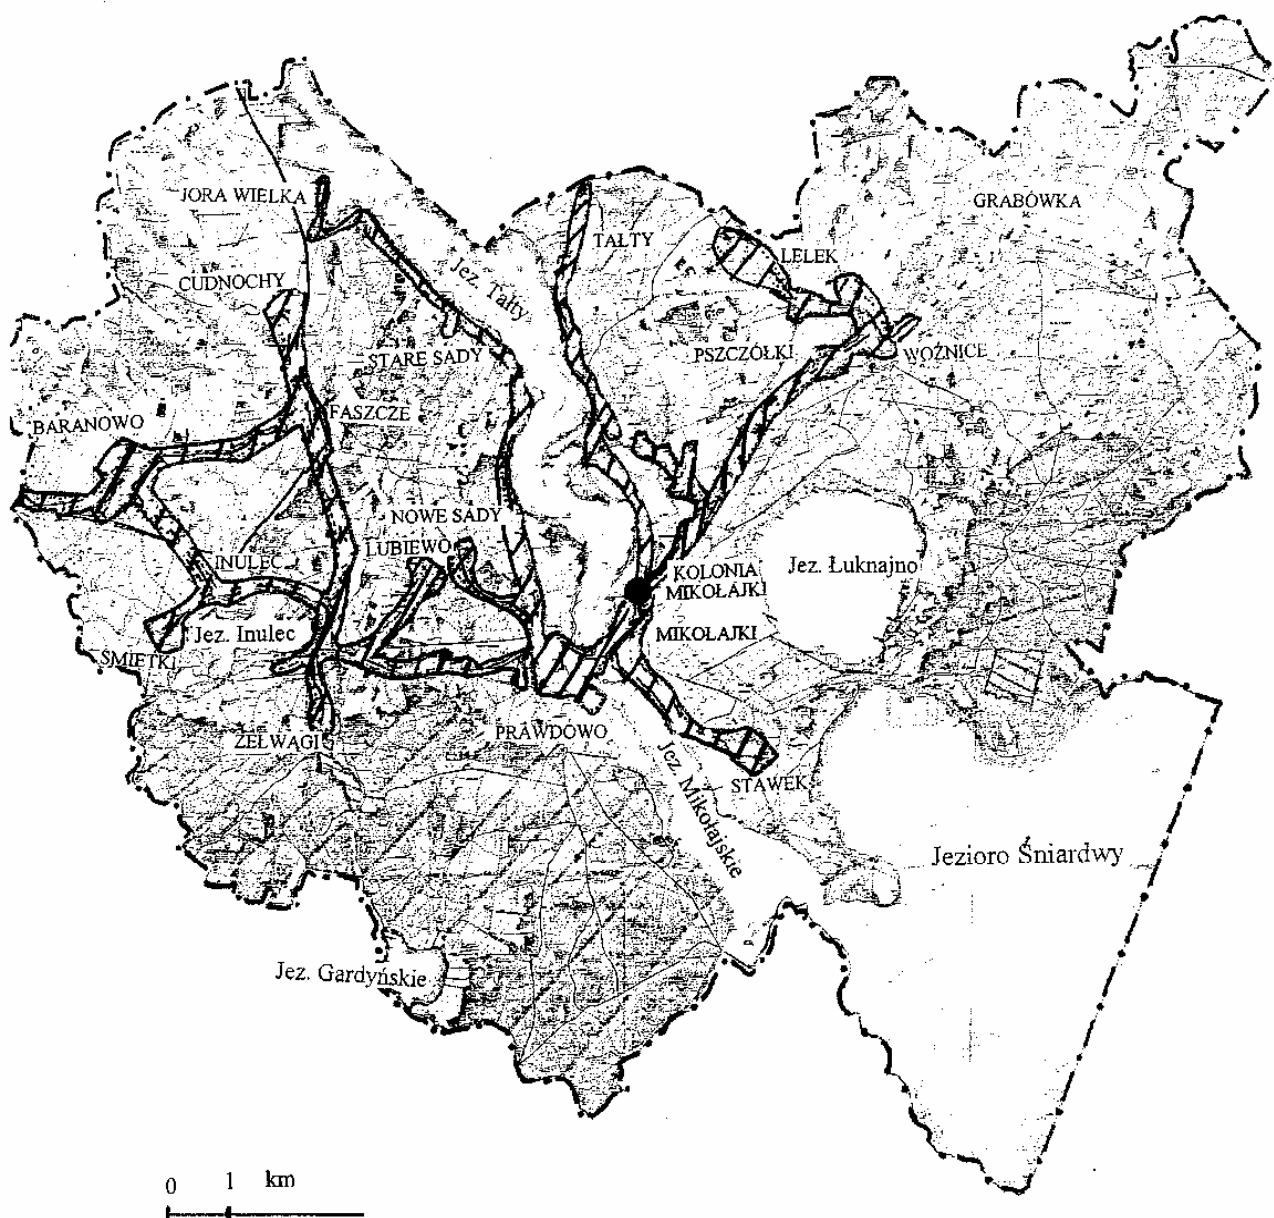 JORA WIELKA
GRABÓWKA
TAŁTY
LELEK
Jez. Tałty
CUDNOCHY
STARE SADY
PSZCZÓŁKI
WOŹNICE
BARANOWO
FASZCZE
NOWE SADY
LUBIEWO
INULEC
Jez. Łuknajno
KOLONIA
MIKOŁAJKI
Jez. Inulec
MIKOŁAJKI
ŚMIETKI
ŻEŁWĄGI
PRAWDOWO
STAWEK
Jez. Mikołajskie
Jezioro Śniardwy
Jez. Gardyńskie
0 1 km